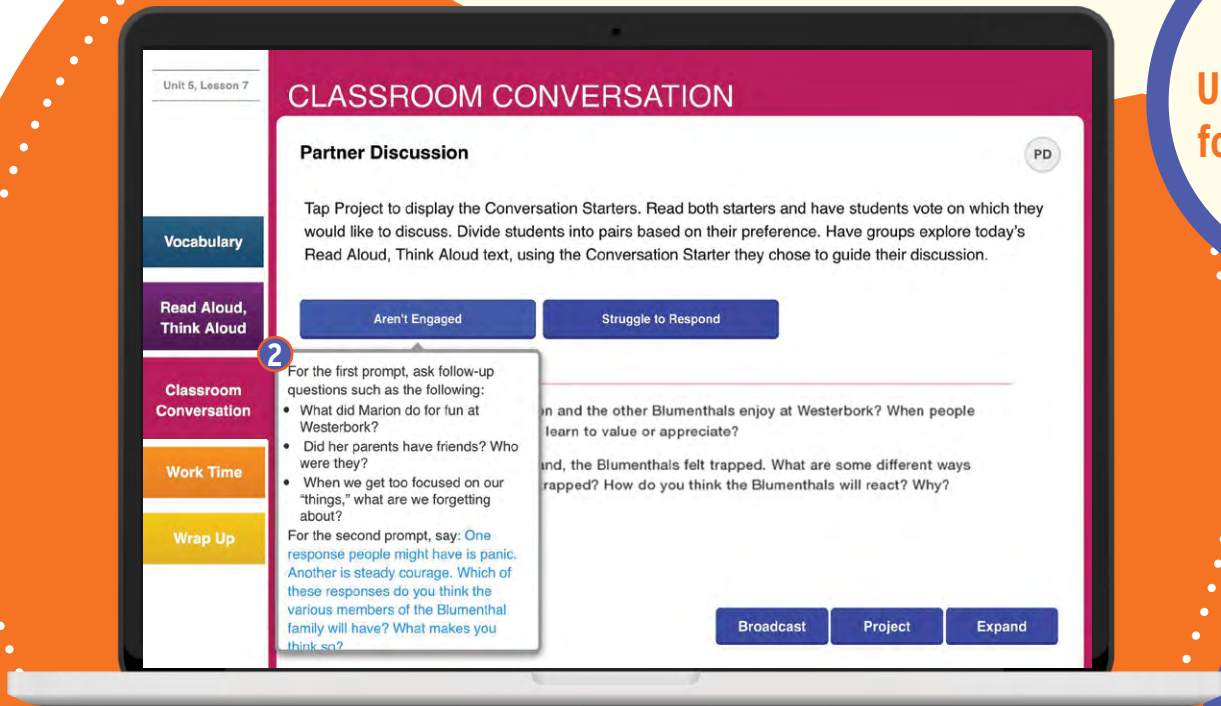 Unit 5, Lesson 7
CLASSROOM CONVERSATION
Partner Discussion
PD
Tap Project to display the Conversation Starters. Read both starters and have students vote on which they
would like to discuss. Divide students into pairs based on their preference. Have groups explore today's
Read Aloud, Think Aloud text, using the Conversation Starter they chose to guide their discussion.
Vocabulary
Read Aloud,
Think Aloud
Classroom
Conversation
Work Time
Wrap Up
Aren't Engaged
Struggle to Respond
2
For the first prompt, ask follow-up
questions such as the following:
• What did Marion do for fun at
Westerbork?
• Did her parents have friends? Who
were they?
• When we get too focused on our
"things," what are we forgetting
about?
For the second prompt, say: One
response people might have is panic.
Another is steady courage. Which of
these responses do you think the
various members of the Blumenthal
family will have? What makes you
think so?
and the other Blumenthals enjoy at Westerbork? When people
learn to value or appreciate?
the Blumenthals felt trapped. What are some different ways
How do you think the Blumenthals will react? Why?
Broadcast
Project
Expand